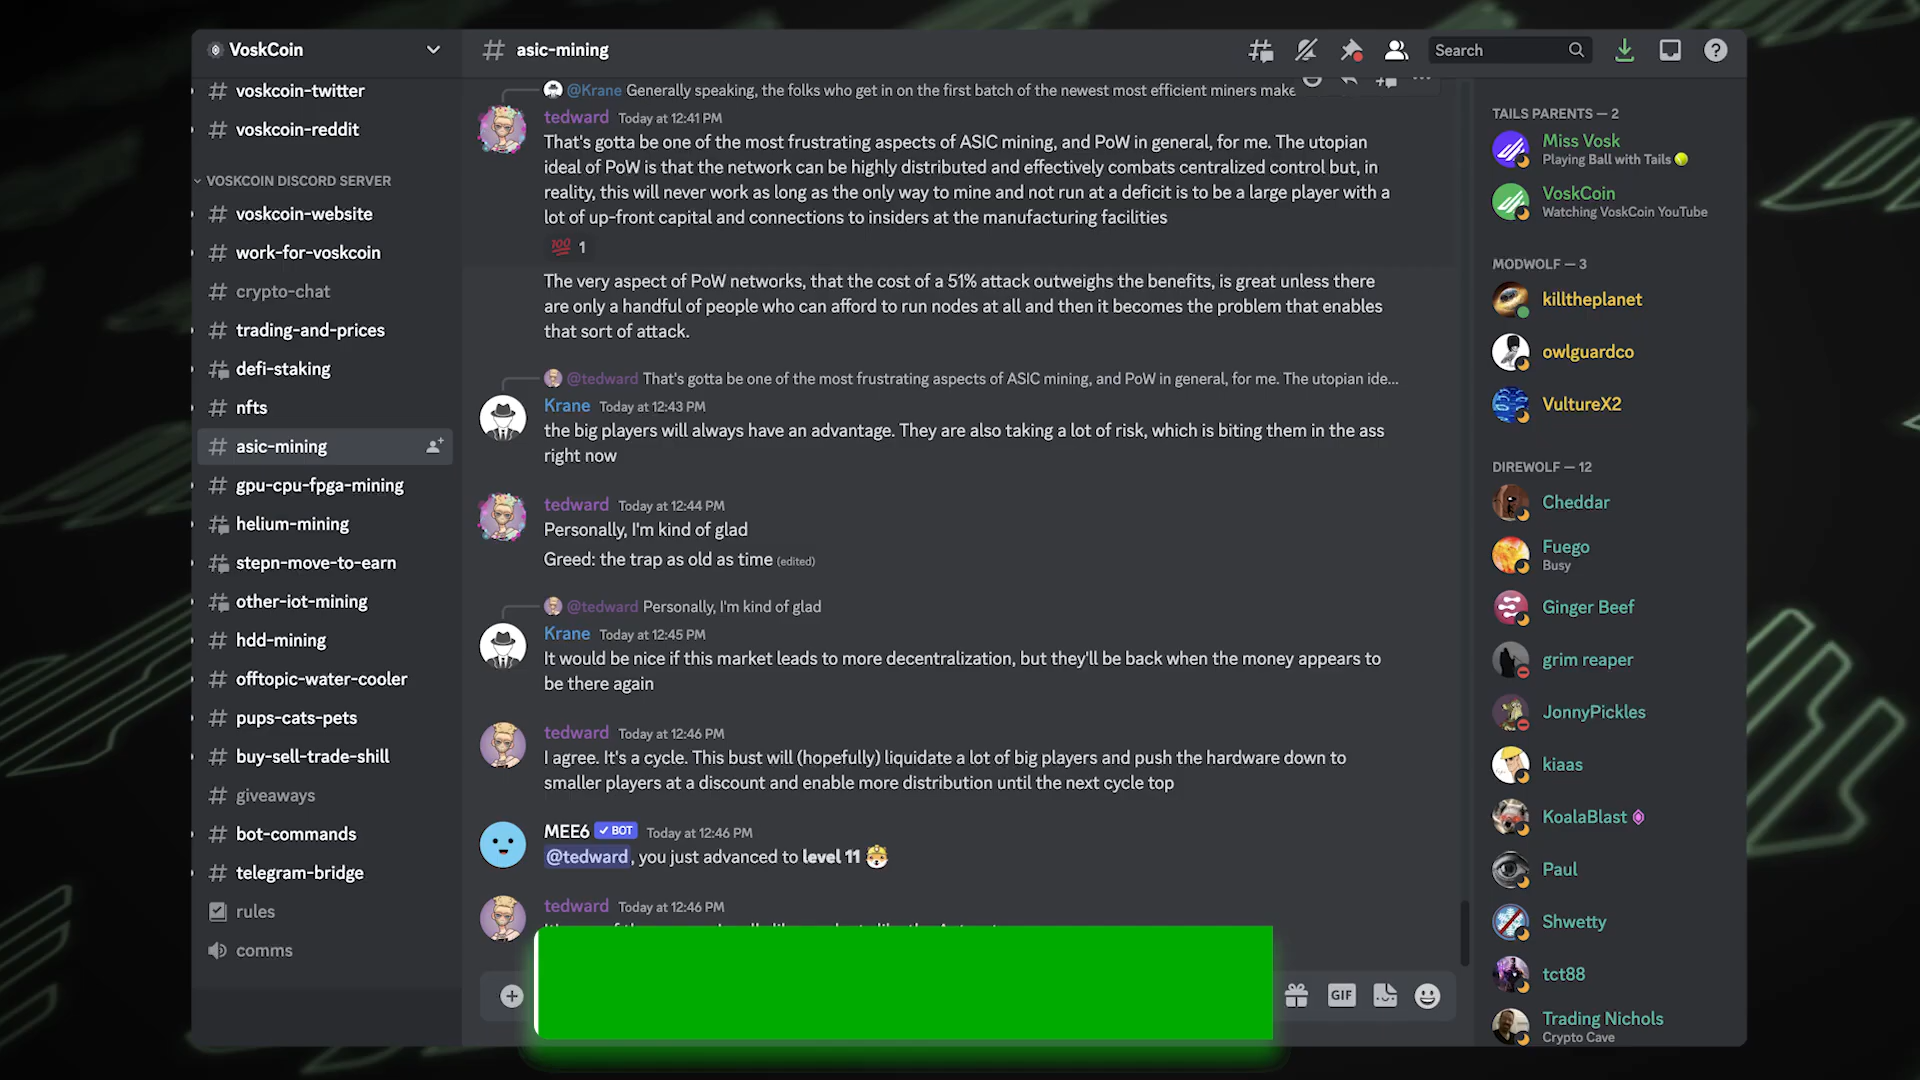 VoskCoin
voskcoin-twitter
voskcoin-reddit
VOSKCOIN DISCORD SERVER
voskcoin-website
work-for-voskcoin
crypto-chat
trading-and-prices
defi-staking
nfts
asic-mining
gpu-cpu-fpga-mining
helium-mining
stepn-move-to-earn
other-iot-mining
hdd-mining
offtopic-water-cooler
pups-cats-pets
buy-sell-trade-shill
giveaways
bot-commands
telegram-bridge
rules
comms
asic-mining
Search
@Krane Generally speaking, the folks who get in on the first batch of the newest most efficient miners make
tedward Today at 12:41 PM
That's gotta be one of the most frustrating aspects of ASIC mining, and PoW in general, for me. The utopian
ideal of PoW is that the network can be highly distributed and effectively combats centralized control but, in
reality, this will never work as long as the only way to mine and not run at a deficit is to be a large player with a
lot of up-front capital and connections to insiders at the manufacturing facilities
100 1
The very aspect of PoW networks, that the cost of a 51% attack outweighs the benefits, is great unless there
are only a handful of people who can afford to run nodes at all and then it becomes the problem that enables
that sort of attack.
@tedward That's gotta be one of the most frustrating aspects of ASIC mining, and PoW in general, for me. The utopian ide...
Krane Today at 12:43 PM
the big players will always have an advantage. They are also taking a lot of risk, which is biting them in the ass
right now
tedward Today at 12:44 PM
Personally, I'm kind of glad
Greed: the trap as old as time (edited)
@tedward Personally, I'm kind of glad
Krane Today at 12:45 PM
It would be nice if this market leads to more decentralization, but they'll be back when the money appears to
be there again
tedward Today at 12:46 PM
I agree. It's a cycle. This bust will (hopefully) liquidate a lot of big players and push the hardware down to
smaller players at a discount and enable more distribution until the next cycle top
MEE6 BOT Today at 12:46 PM
@tedward, you just advanced to level 11
tedward Today at 12:46 PM
GIF
TAILS PARENTS — 2
Miss Vosk
Playing Ball with Tails
VoskCoin
Watching VoskCoin YouTube
MODWOLF — 3
killtheplanet
owlguardco
VultureX2
DIREWOLF — 12
Cheddar
Fuego
Busy
Ginger Beef
grim reaper
JonnyPickles
kiaas
KoalaBlast
Paul
Shwetty
tct88
Trading Nichols
Crypto Cave